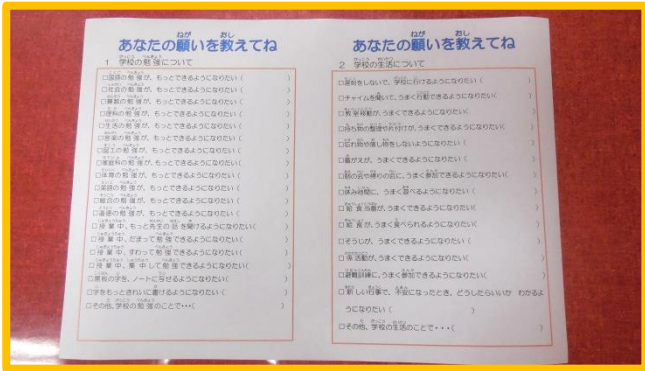 あなたの願いを教えてね
1 学校の勉強について
□国語の勉強が、もっとできるようになりたい（　　　）
□社会の勉強が、もっとできるようになりたい（　　　）
□算数の勉強が、もっとできるようになりたい（　　　）
□理科の勉強が、もっとできるようになりたい（　　　）
□生活の勉強が、もっとできるようになりたい（　　　）
□音楽の勉強が、もっとできるようになりたい（　　　）
□図工の勉強が、もっとできるようになりたい（　　　）
□家庭科の勉強が、もっとできるようになりたい（　　　）
□体育の勉強が、もっとできるようになりたい（　　　）
□英語の勉強が、もっとできるようになりたい（　　　）
□総合の勉強が、もっとできるようになりたい（　　　）
□道徳の勉強が、もっとできるようになりたい（　　　）
□授業中、もっと先生の話を聞けるようになりたい（　　　）
□授業中、だまって勉強できるようになりたい（　　　）
□授業中、すわって勉強できるようになりたい（　　　）
□授業中、集中して勉強できるようになりたい（　　　）
□黒板の字を、ノートに写せるようになりたい（　　　）
□字をもっときれいに書けるようになりたい（　　　）
□その他、学校の勉強のことで・・・（　　　）
あなたの願いを教えてね
2 学校の生活について
□遅刻をしないで、学校に行けるようになりたい（　　　）
□チャイムを聞いて、うまく行動できるようになりたい（　　　）
□教室移動が、うまくできるようになりたい（　　　）
□持ち物の整理や片付けが、うまくできるようになりたい（　　　）
□忘れ物や落し物をしないようになりたい（　　　）
□着がえが、うまくできるようになりたい（　　　）
□朝の会や帰りの会に、うまく参加できるようになりたい（　　　）
□休み時間に、うまく遊べるようになりたい（　　　）
□給食当番が、うまくできるようになりたい（　　　）
□給食が、うまく食べられるようになりたい（　　　）
□そうじが、うまくできるようになりたい（　　　）
□係活動が、うまくできるようになりたい（　　　）
□避難訓練に、うまく参加できるようになりたい（　　　）
□新しい行事で、不安になったとき、どうしたらいいか わかるよ
うになりたい（　　　）
□その他、学校の生活のことで・・・（　　　）